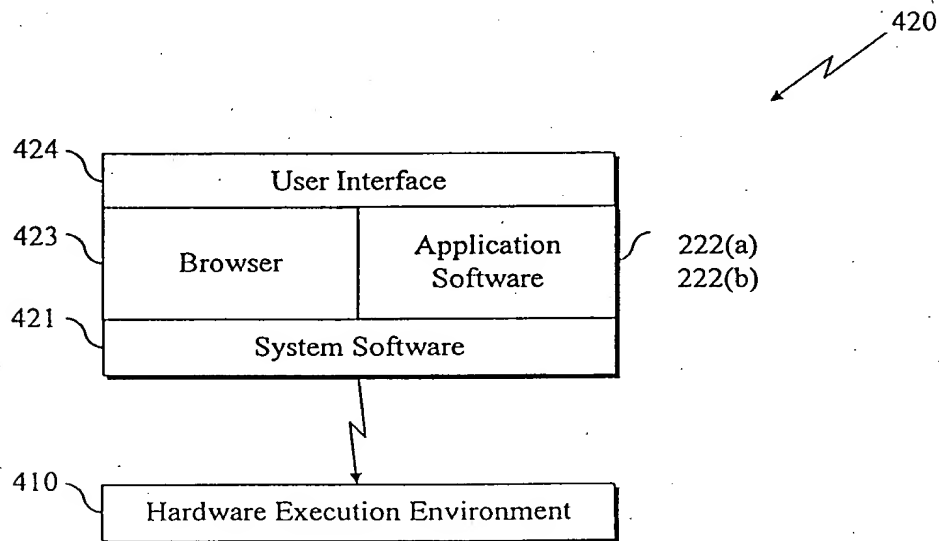 420
424
User Interface
423
Browser
Application
Software
222(a)
222(b)
421
System Software
410
Hardware Execution Environment